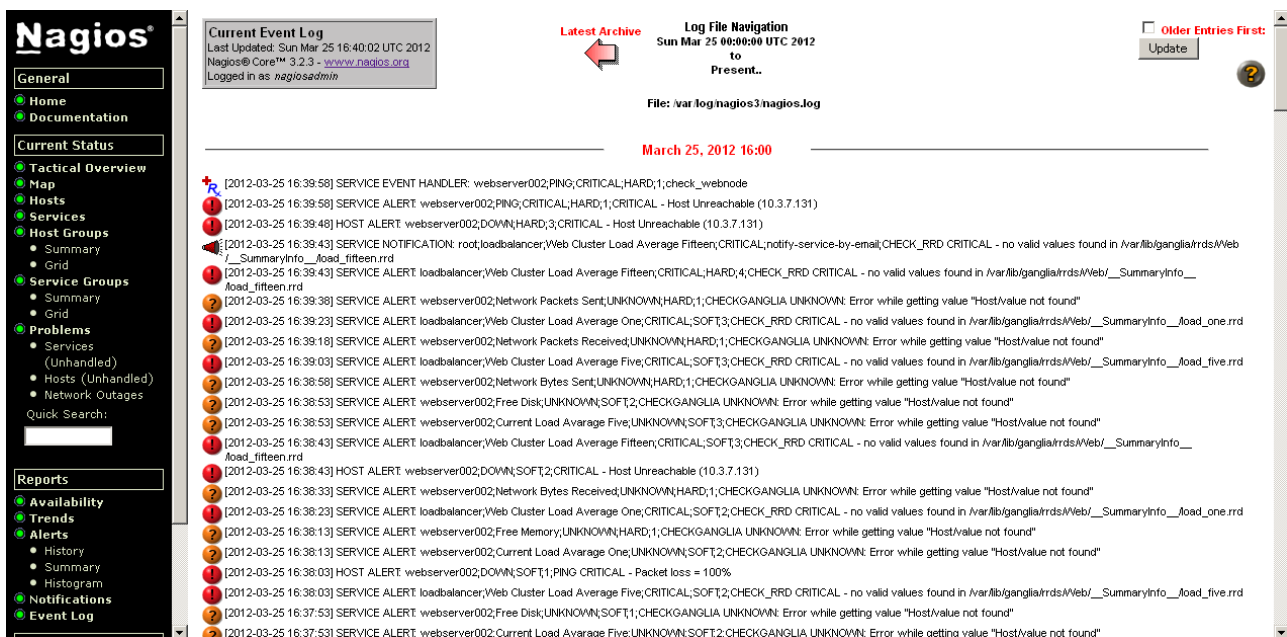 Nagios®
General
Home
Documentation
Current Status
Tactical Overview
Map
Hosts
Services
Host Groups
Summary
Grid
Service Groups
Summary
Grid
Problems
Services
(Unhandled)
Hosts (Unhandled)
Network Outages
Quick Search:
Reports
Availability
Trends
Alerts
History
Summary
Histogram
Notifications
Event Log
Current Event Log
Last Updated: Sun Mar 25 16:40:02 UTC 2012
Nagios® Core™ 3.2.3 - www.nagios.org
Logged in as nagiosadmin
Latest Archive
Log File Navigation
Sun Mar 25 00:00:00 UTC 2012
to
Present..
File: /var/log/nagios3/nagios.log
Older Entries First:
Update
March 25, 2012 16:00
[2012-03-25 16:39:58] SERVICE EVENT HANDLER: webserver002;PING;CRITICAL;HARD;1;check_webnode
[2012-03-25 16:39:58] SERVICE ALERT: webserver002;PING;CRITICAL;HARD;1;CRITICAL - Host Unreachable (10.3.7.131)
[2012-03-25 16:39:48] HOST ALERT: webserver002;DOWN;HARD;3;CRITICAL - Host Unreachable (10.3.7.131)
[2012-03-25 16:39:43] SERVICE NOTIFICATION: root;loadbalancer;Web Cluster Load Average Fifteen;CRITICAL;notify-service-by-email;CHECK_RRD CRITICAL - no valid values found in /var/lib/ganglia/rrds/Web
/__SummaryInfo__/load_fifteen.rrd
[2012-03-25 16:39:43] SERVICE ALERT: loadbalancer;Web Cluster Load Average Fifteen;CRITICAL;HARD;4;CHECK_RRD CRITICAL - no valid values found in /var/lib/ganglia/rrds/Web/__SummaryInfo__
/load_fifteen.rrd
[2012-03-25 16:39:38] SERVICE ALERT: webserver002;Network Packets Sent;UNKNOWN;HARD;1;CHECKGANGLIA UNKNOWN: Error while getting value "Host/value not found"
[2012-03-25 16:39:23] SERVICE ALERT: loadbalancer;Web Cluster Load Average One;CRITICAL;SOFT;3;CHECK_RRD CRITICAL - no valid values found in /var/lib/ganglia/rrds/Web/__SummaryInfo__/load_one.rrd
[2012-03-25 16:39:18] SERVICE ALERT: webserver002;Network Packets Received;UNKNOWN;HARD;1;CHECKGANGLIA UNKNOWN: Error while getting value "Host/value not found"
[2012-03-25 16:39:03] SERVICE ALERT: loadbalancer;Web Cluster Load Average Five;CRITICAL;SOFT;3;CHECK_RRD CRITICAL - no valid values found in /var/lib/ganglia/rrds/Web/__SummaryInfo__/load_five.rrd
[2012-03-25 16:38:58] SERVICE ALERT: webserver002;Network Bytes Sent;UNKNOWN;HARD;1;CHECKGANGLIA UNKNOWN: Error while getting value "Host/value not found"
[2012-03-25 16:38:53] SERVICE ALERT: webserver002;Free Disk;UNKNOWN;SOFT;2;CHECKGANGLIA UNKNOWN: Error while getting value "Host/value not found"
[2012-03-25 16:38:53] SERVICE ALERT: webserver002;Current Load Avarage Five;UNKNOWN;SOFT;3;CHECKGANGLIA UNKNOWN: Error while getting value "Host/value not found"
[2012-03-25 16:38:43] SERVICE ALERT: loadbalancer;Web Cluster Load Average Fifteen;CRITICAL;SOFT;3;CHECK_RRD CRITICAL - no valid values found in /var/lib/ganglia/rrds/Web/__SummaryInfo__
/load_fifteen.rrd
[2012-03-25 16:38:43] HOST ALERT: webserver002;DOWN;SOFT;2;CRITICAL - Host Unreachable (10.3.7.131)
[2012-03-25 16:38:33] SERVICE ALERT: webserver002;Network Bytes Received;UNKNOWN;HARD;1;CHECKGANGLIA UNKNOWN: Error while getting value "Host/value not found"
[2012-03-25 16:38:23] SERVICE ALERT: loadbalancer;Web Cluster Load Average One;CRITICAL;SOFT;2;CHECK_RRD CRITICAL - no valid values found in /var/lib/ganglia/rrds/Web/__SummaryInfo__/load_one.rrd
[2012-03-25 16:38:13] SERVICE ALERT: webserver002;Free Memory;UNKNOWN;HARD;1;CHECKGANGLIA UNKNOWN: Error while getting value "Host/value not found"
[2012-03-25 16:38:13] SERVICE ALERT: webserver002;Current Load Avarage One;UNKNOWN;SOFT;2;CHECKGANGLIA UNKNOWN: Error while getting value "Host/value not found"
[2012-03-25 16:38:03] HOST ALERT: webserver002;DOWN;SOFT;1;PING CRITICAL - Packet loss = 100%
[2012-03-25 16:38:03] SERVICE ALERT: loadbalancer;Web Cluster Load Average Five;CRITICAL;SOFT;2;CHECK_RRD CRITICAL - no valid values found in /var/lib/ganglia/rrds/Web/__SummaryInfo__/load_five.rrd
[2012-03-25 16:37:53] SERVICE ALERT: webserver002;Free Disk;UNKNOWN;SOFT;1;CHECKGANGLIA UNKNOWN: Error while getting value "Host/value not found"
[2012-03-25 16:37:53] SERVICE ALERT: webserver002;Current Load Avarage Five;UNKNOWN;SOFT;2;CHECKGANGLIA UNKNOWN: Error while getting value "Host/value not found"